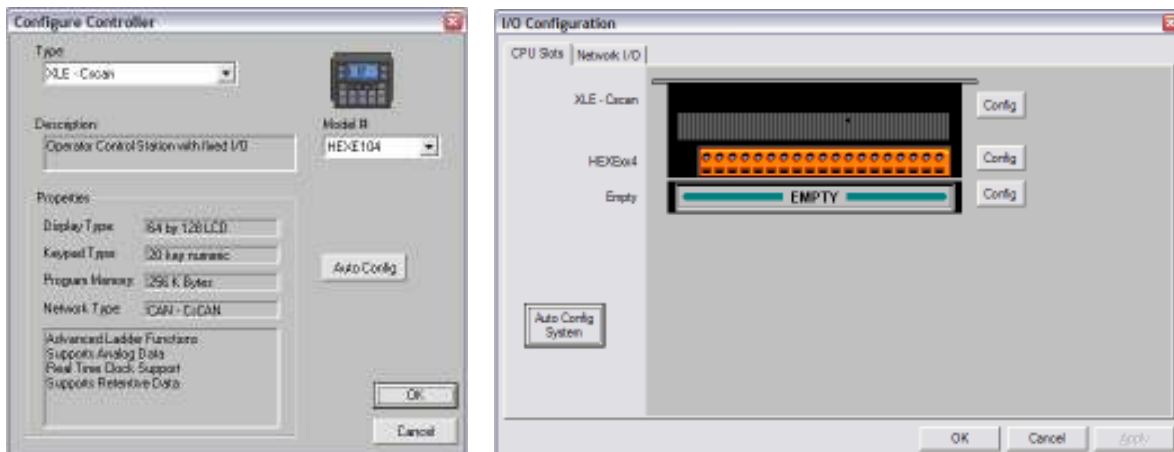 Configure Controller
Type
XLE - Cscan
Description
Operator Control Station with fixed I/O
Model #
HEXE104
Properties
Display Type
64 by 128 LCD
Keypad Type
20 key numeric
Program Memory
256 K Bytes
Network Type
CAN - CsCAN
Advanced Ladder Functions
Supports Analog Data
Real Time Clock Support
Supports Retentive Data
Auto Config
OK
Cancel
I/O Configuration
CPU Slots
Network I/O
XLE - Cscan
Config
HEXExx4
Config
Empty
EMPTY
Config
Auto Config
System
OK
Cancel
Apply